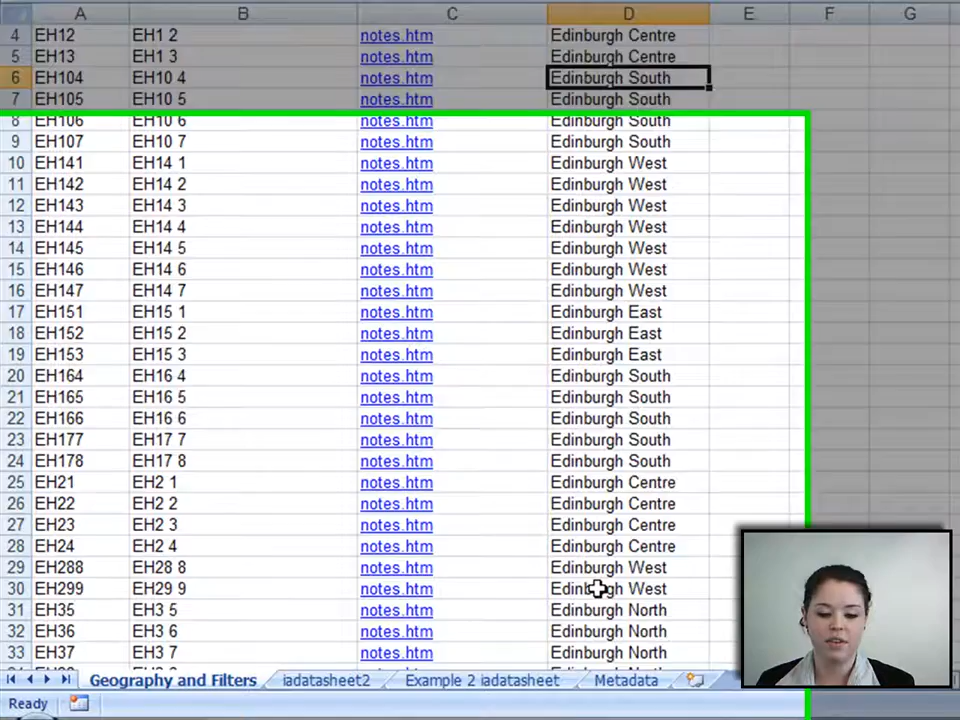 A B C D E F G
4 EH12 EH1 2 notes.htm Edinburgh Centre
5 EH13 EH1 3 notes.htm Edinburgh Centre
6 EH104 EH10 4 notes.htm Edinburgh South
7 EH105 EH10 5 notes.htm Edinburgh South
8 EH106 EH10 6 notes.htm Edinburgh South
9 EH107 EH10 7 notes.htm Edinburgh South
10 EH141 EH14 1 notes.htm Edinburgh West
11 EH142 EH14 2 notes.htm Edinburgh West
12 EH143 EH14 3 notes.htm Edinburgh West
13 EH144 EH14 4 notes.htm Edinburgh West
14 EH145 EH14 5 notes.htm Edinburgh West
15 EH146 EH14 6 notes.htm Edinburgh West
16 EH147 EH14 7 notes.htm Edinburgh West
17 EH151 EH15 1 notes.htm Edinburgh East
18 EH152 EH15 2 notes.htm Edinburgh East
19 EH153 EH15 3 notes.htm Edinburgh East
20 EH164 EH16 4 notes.htm Edinburgh South
21 EH165 EH16 5 notes.htm Edinburgh South
22 EH166 EH16 6 notes.htm Edinburgh South
23 EH177 EH17 7 notes.htm Edinburgh South
24 EH178 EH17 8 notes.htm Edinburgh South
25 EH21 EH2 1 notes.htm Edinburgh Centre
26 EH22 EH2 2 notes.htm Edinburgh Centre
27 EH23 EH2 3 notes.htm Edinburgh Centre
28 EH24 EH2 4 notes.htm Edinburgh Centre
29 EH288 EH28 8 notes.htm Edinburgh West
30 EH299 EH29 9 notes.htm Edinburgh West
31 EH35 EH3 5 notes.htm Edinburgh North
32 EH36 EH3 6 notes.htm Edinburgh North
33 EH37 EH3 7 notes.htm Edinburgh North
Geography and Filters iadatasheet2 Example 2 iadatasheet Metadata
Ready